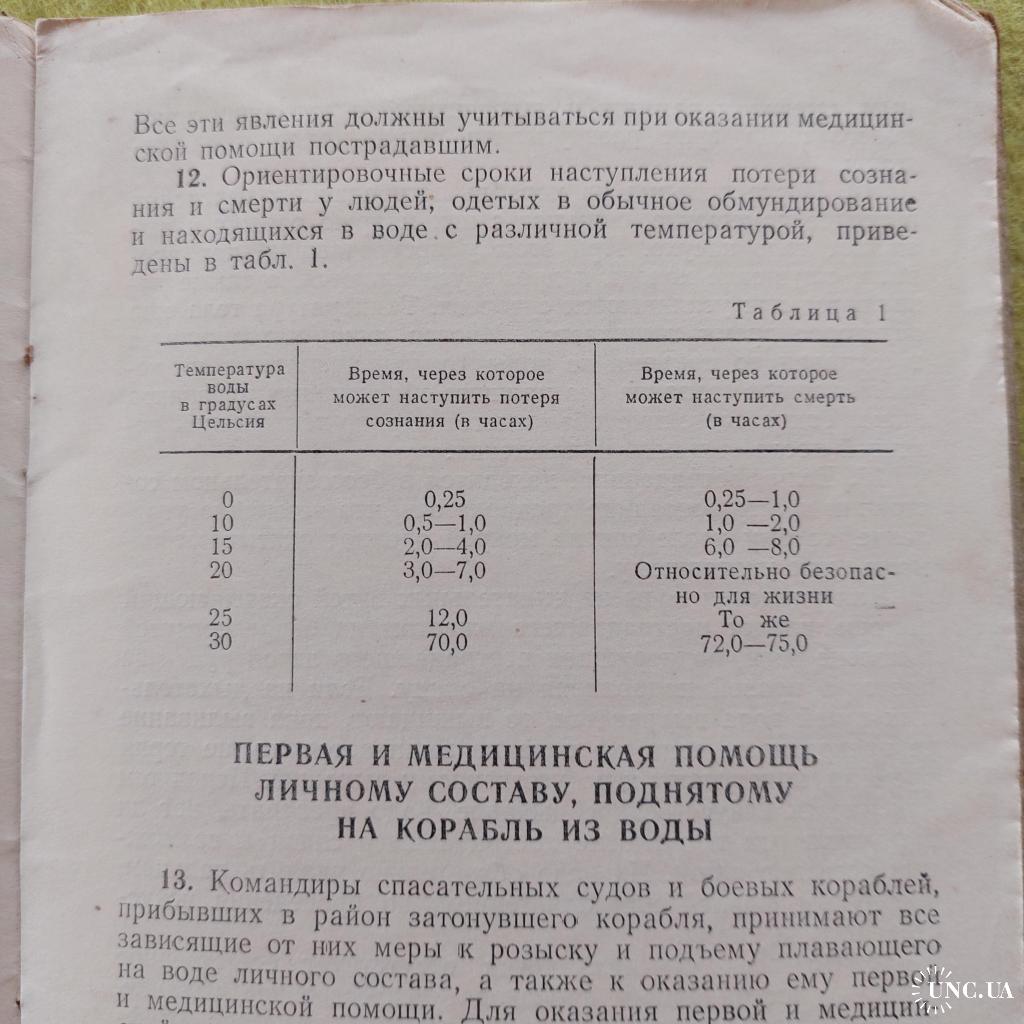 Все эти явления должны учитываться при оказании медицин-
ской помощи пострадавшим.
12. Ориентировочные сроки наступления потери созна-
ния и смерти у людей, одетых в обычное обмундирование
и находящихся в воде с различной температурой, приве-
дены в табл. 1.
Таблица 1
Температура
воды
в градусах
Цельсия
Время, через которое
может наступить потеря
сознания (в часах)
Время, через которое
может наступить смерть
(в часах)
0 0,25 0,25—1,0
10 0,5—1,0 1,0 —2,0
15 2,0—4,0 6,0 —8,0
20 3,0—7,0 Относительно безопас-
но для жизни
25 12,0 То же
30 70,0 72,0—75,0
ПЕРВАЯ И МЕДИЦИНСКАЯ ПОМОЩЬ
ЛИЧНОМУ СОСТАВУ, ПОДНЯТОМУ
НА КОРАБЛЬ ИЗ ВОДЫ
13. Командиры спасательных судов и боевых кораблей,
прибывших в район затонувшего корабля, принимают все
зависящие от них меры к розыску и подъему плавающего
на воде личного состава, а также к оказанию ему первой
и медицинской помощи. Для оказания первой и медицин-
UNC.UA